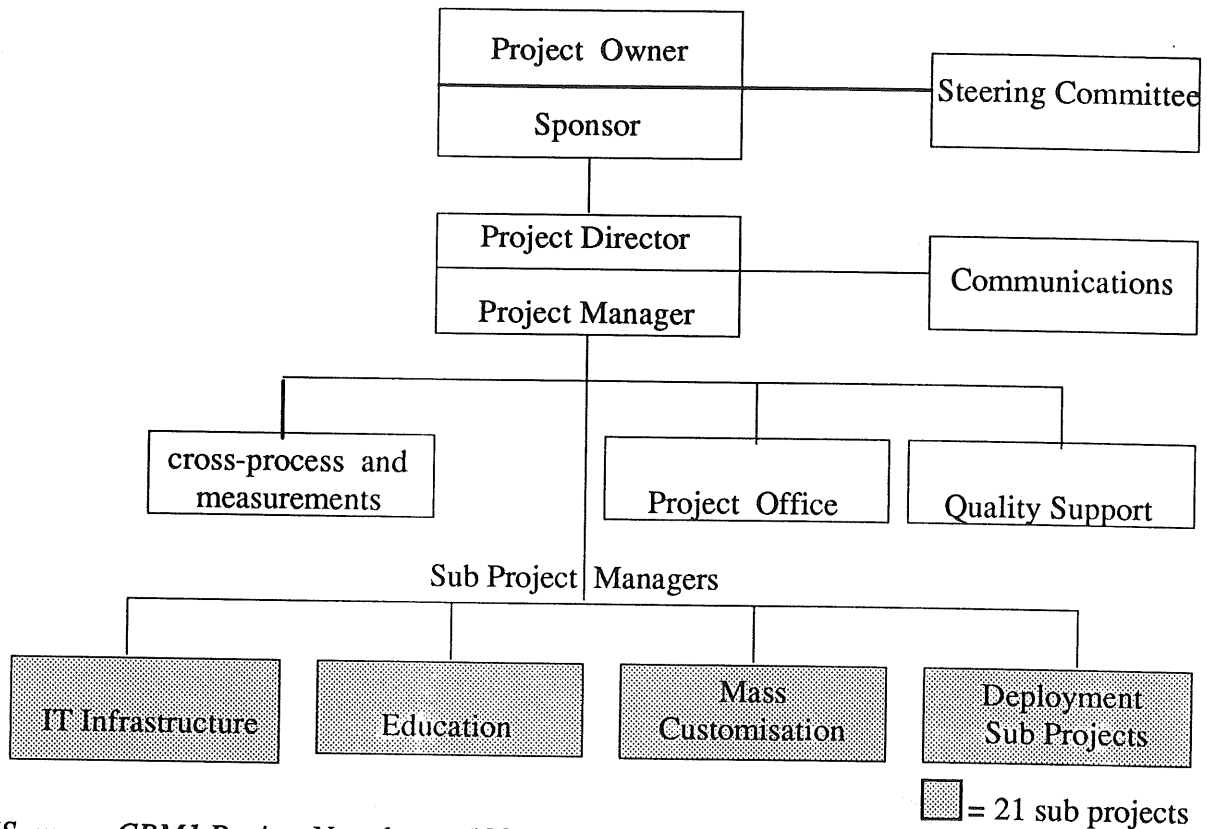 Project Owner
Steering Committee
Sponsor
Project Director
Communications
Project Manager
cross-process and
measurements
Project Office
Quality Support
Sub Project Managers
IT Infrastructure
Education
Mass
Customisation
Deployment
Sub Projects
= 21 sub projects